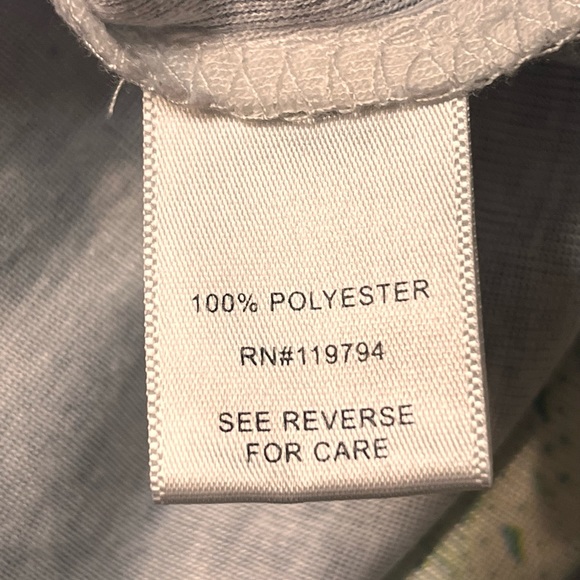 100% POLYESTER
RN#119794
SEE REVERSE
FOR CARE